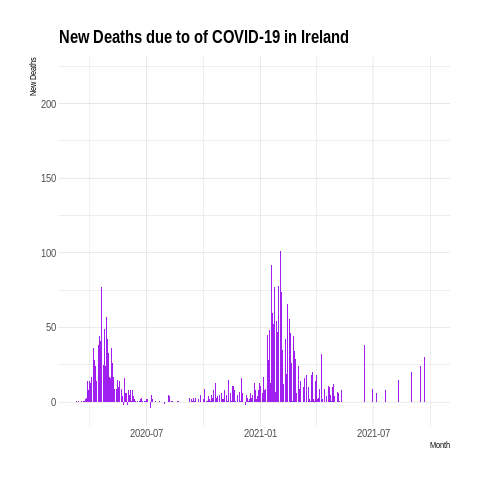 New Deaths due to of COVID-19 in Ireland
New Deaths
200
150
100
50
0
2020-07
2021-01
2021-07
Month